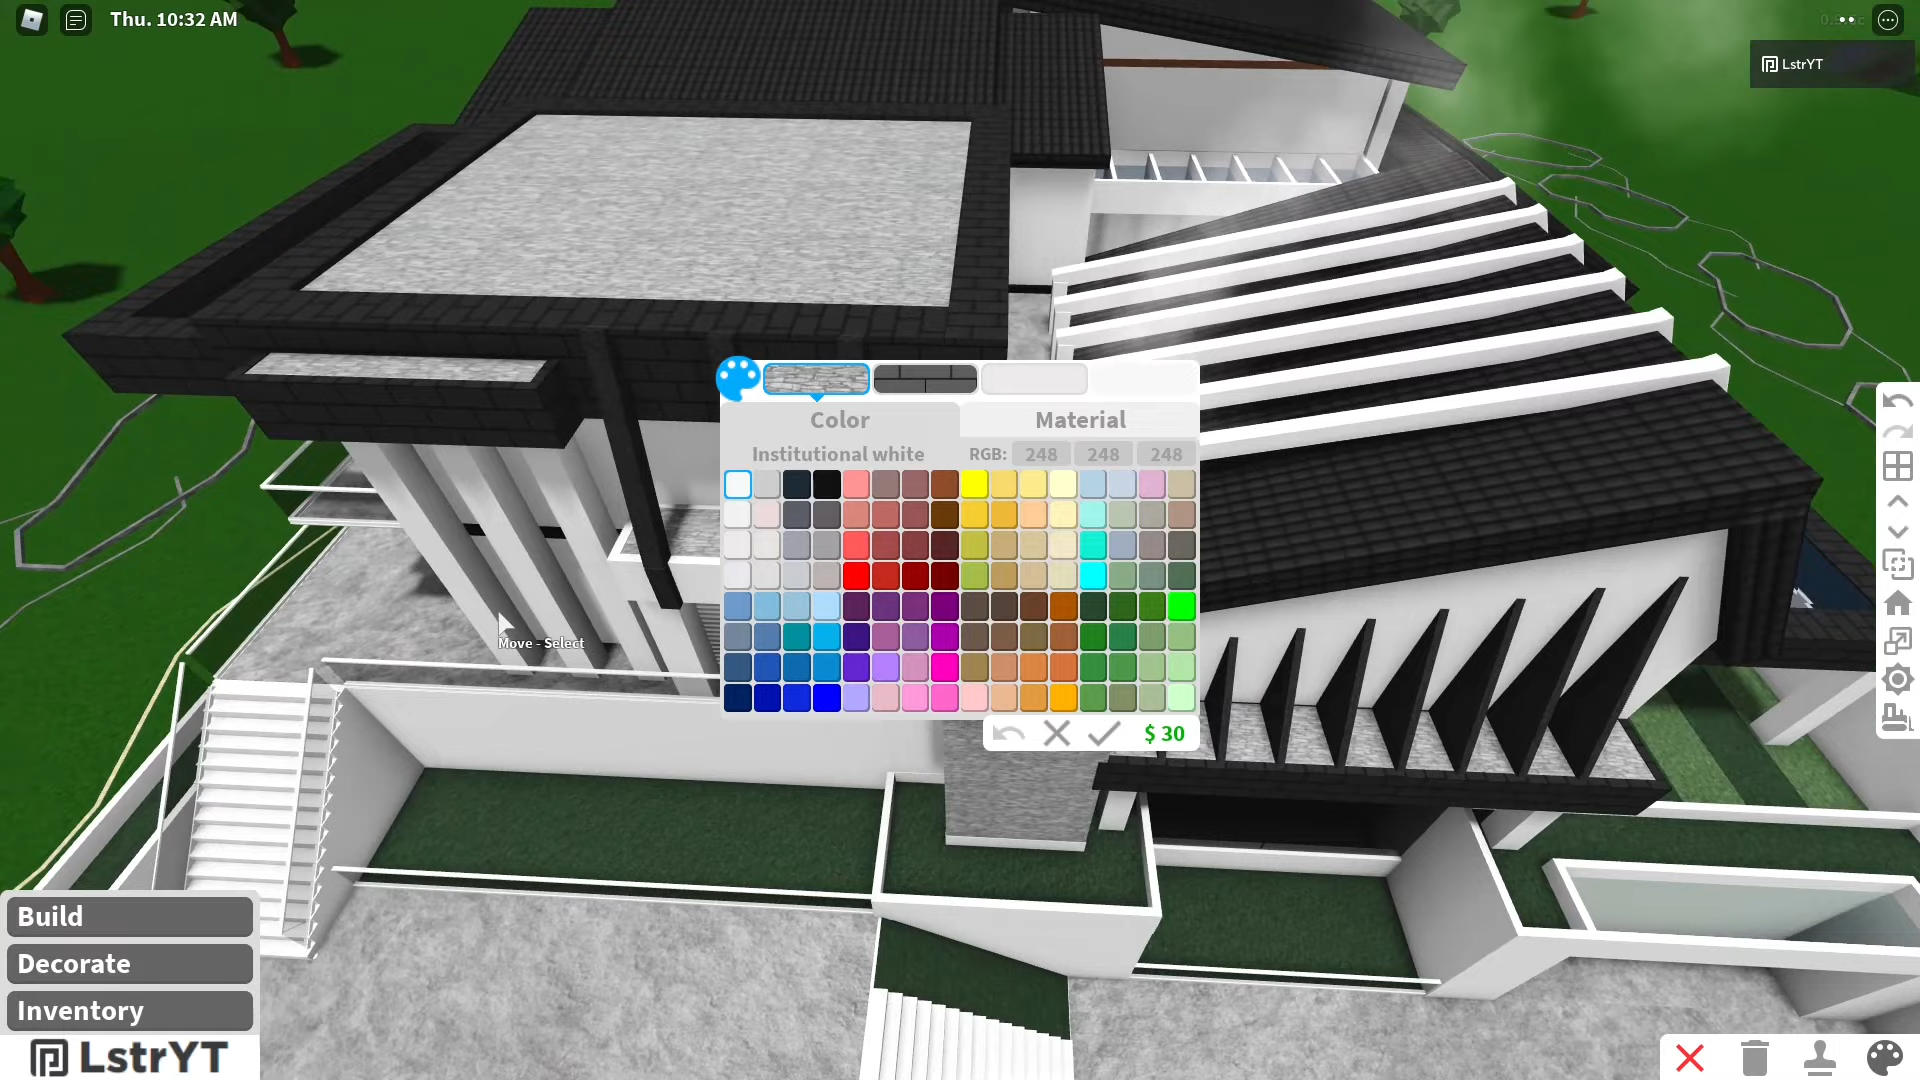 Thu. 10:32 AM
LstrYT
Color
Material
Institutional white
RGB: 248 248 248
Move - Select
$ 30
Build
Decorate
Inventory
LstrYT